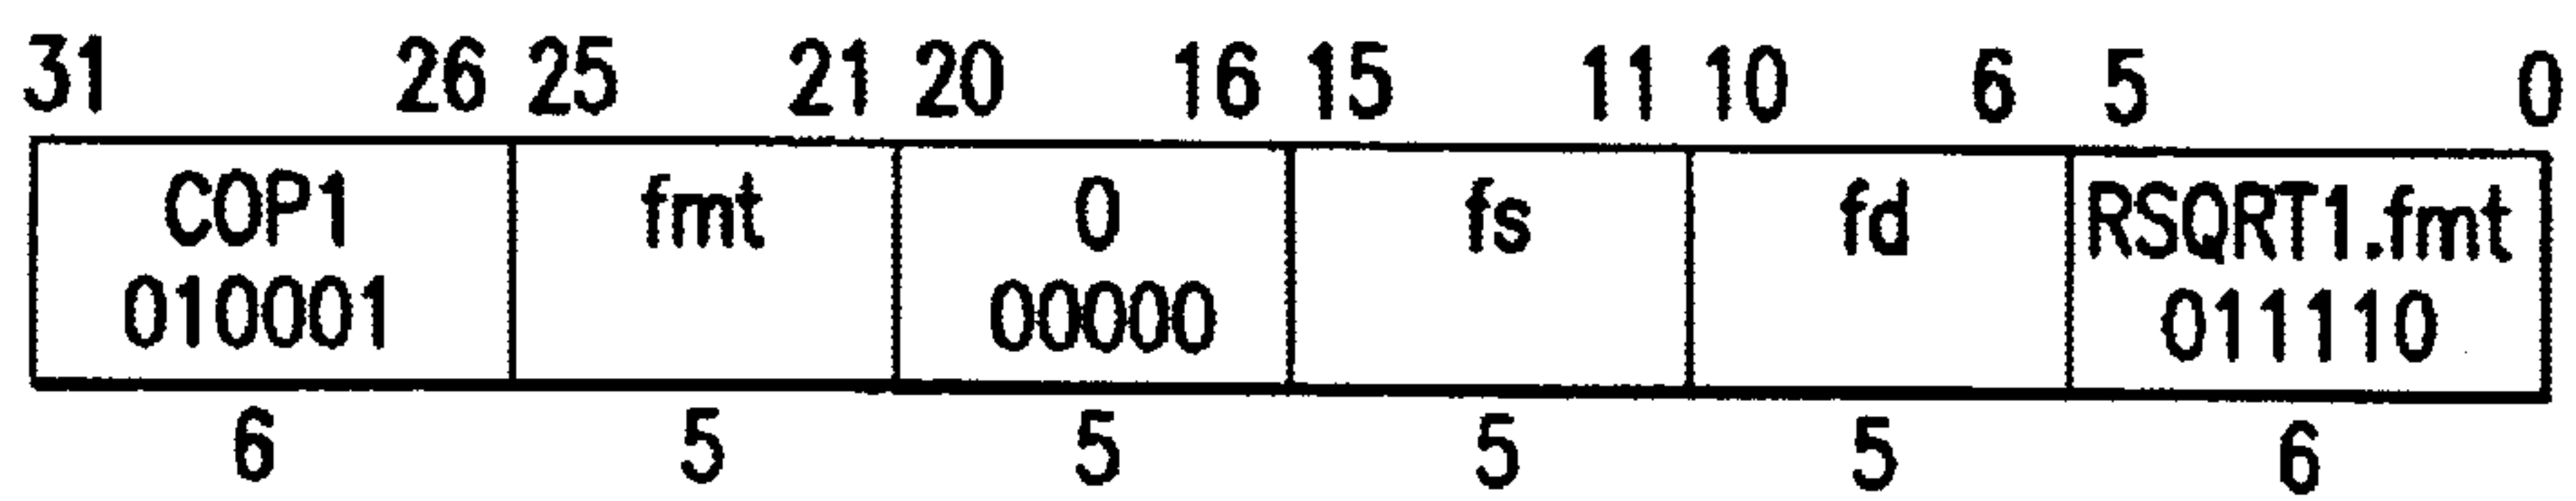 31 26 25 21 20 16 15 11 10 6 5 0
COP1 fmt 0 fs fd RSQRT1.fmt
010001 00000 011110
6 5 5 5 5 6